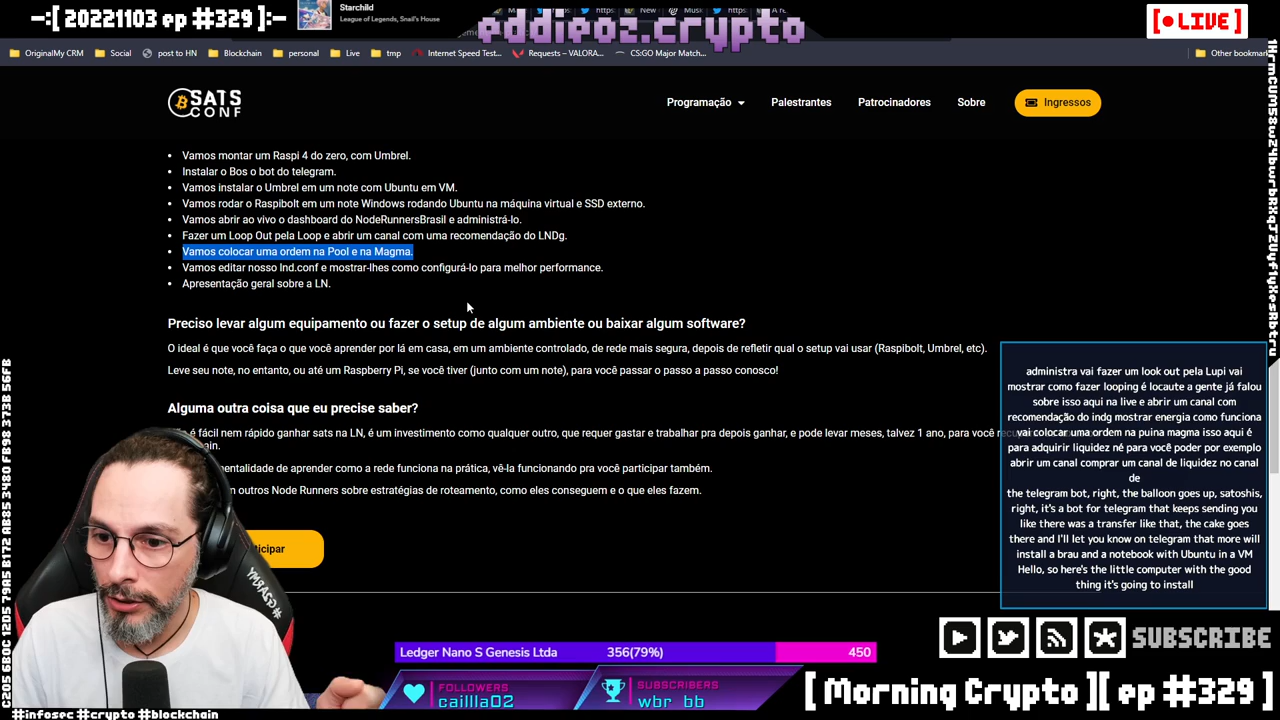 -:[ 20221103 ep #329 ]:-
Starchild
League of Legends, Snail's House
eddieoz.crypto
[ LIVE ]
OriginalMy CRM
Social
post to HN
Blockchain
personal
Live
tmp
Internet Speed Test...
Requests – VALORA...
CS:GO Major Match...
Other bookmar
SATS CONF
Programação
Palestrantes
Patrocinadores
Sobre
Ingressos
• Vamos montar um Raspi 4 do zero, com Umbrel.
• Instalar o Bos o bot do telegram.
• Vamos instalar o Umbrel em um note com Ubuntu em VM.
• Vamos rodar o Raspibolt em um note Windows rodando Ubuntu na máquina virtual e SSD externo.
• Vamos abrir ao vivo o dashboard do NodeRunnersBrasil e administrá-lo.
• Fazer um Loop Out pela Loop e abrir um canal com uma recomendação do LNDg.
• Vamos colocar uma ordem na Pool e na Magma.
• Vamos editar nosso lnd.conf e mostrar-lhes como configurá-lo para melhor performance.
• Apresentação geral sobre a LN.
Preciso levar algum equipamento ou fazer o setup de algum ambiente ou baixar algum software?
O ideal é que você faça o que você aprender por lá em casa, em um ambiente controlado, de rede mais segura, depois de refletir qual o setup vai usar (Raspibolt, Umbrel, etc).
Leve seu note, no entanto, ou até um Raspberry Pi, se você tiver (junto com um note), para você passar o passo a passo conosco!
Alguma outra coisa que eu precise saber?
é fácil nem rápido ganhar sats na LN, é um investimento como qualquer outro, que requer gastar e trabalhar pra depois ganhar, e pode levar meses, talvez 1 ano, para você
mentalidade de aprender como a rede funciona na prática, vê-la funcionando pra você participar também.
outros Node Runners sobre estratégias de roteamento, como eles conseguem e o que eles fazem.
ticipar
administra vai fazer um look out pela Lupi vai
mostrar como fazer looping é locaute a gente já falou
sobre isso aqui na live e abrir um canal com
recomendação do indg mostrar energia como funciona
vai colocar uma ordem na puina magma isso aqui é
para adquirir liquidez né para você poder por exemplo
abrir um canal comprar um canal de liquidez no canal
de
the telegram bot, right, the balloon goes up, satoshis,
right, it's a bot for telegram that keeps sending you
like there was a transfer like that, the cake goes
there and I'll let you know on telegram that more will
install a brau and a notebook with Ubuntu in a VM
Hello, so here's the little computer with the good
thing it's going to install
SUBSCRIBE
Ledger Nano S Genesis Ltda 356(79%) 450
FOLLOWERS
caillla02
SUBSCRIBERS
wbr_bb
[ Morning Crypto ][ ep #329 ]
#infosec #crypto #blockchain